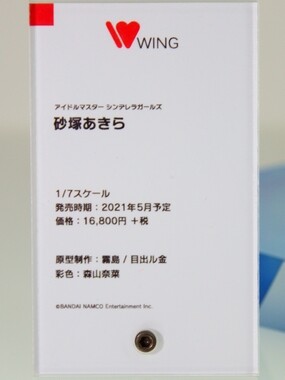 WING
アイドルマスター シンデレラガールズ
砂塚あきら
1/7スケール
発売時期：2021年5月予定
価格：16,800円 +税
原型制作：霧島 / 目出ル金
彩色：森山奈菜
©BANDAI NAMCO Entertainment Inc.